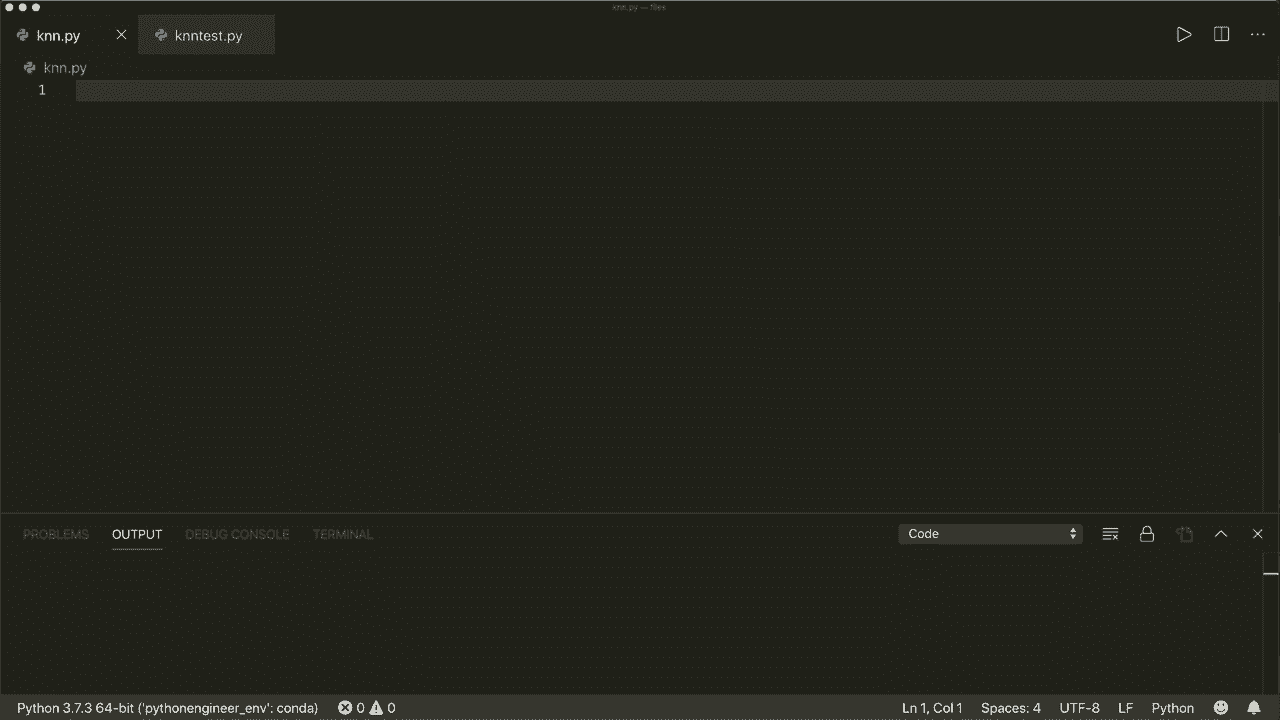 knn.py — files
knn.py knntest.py
knn.py
1
PROBLEMS OUTPUT DEBUG CONSOLE TERMINAL Code
Python 3.7.3 64-bit ('pythonengineer_env': conda) 0 0 Ln 1, Col 1 Spaces: 4 UTF-8 LF Python